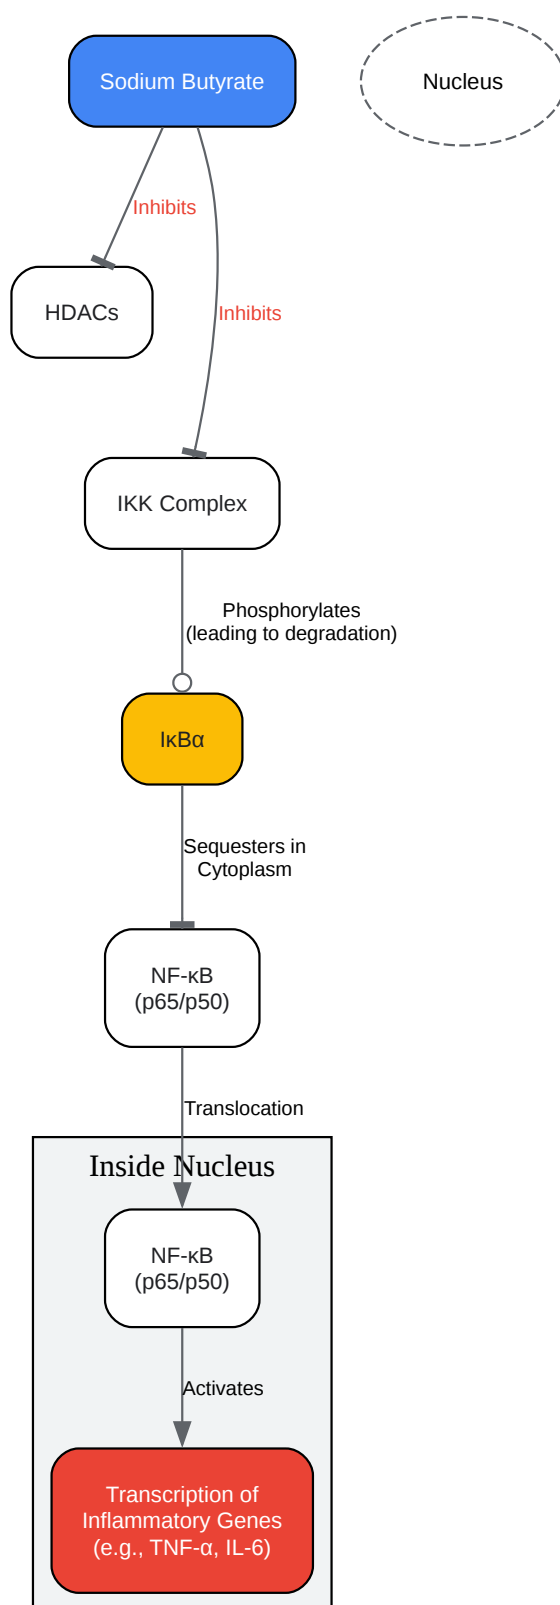 Sodium Butyrate
Nucleus
Inhibits
HDACs
Inhibits
IKK Complex
Phosphorylates
(leading to degradation)
IκBα
Sequesters in
Cytoplasm
NF-κB
(p65/p50)
Translocation
Inside Nucleus
NF-κB
(p65/p50)
Activates
Transcription of
Inflammatory Genes
(e.g., TNF-α, IL-6)